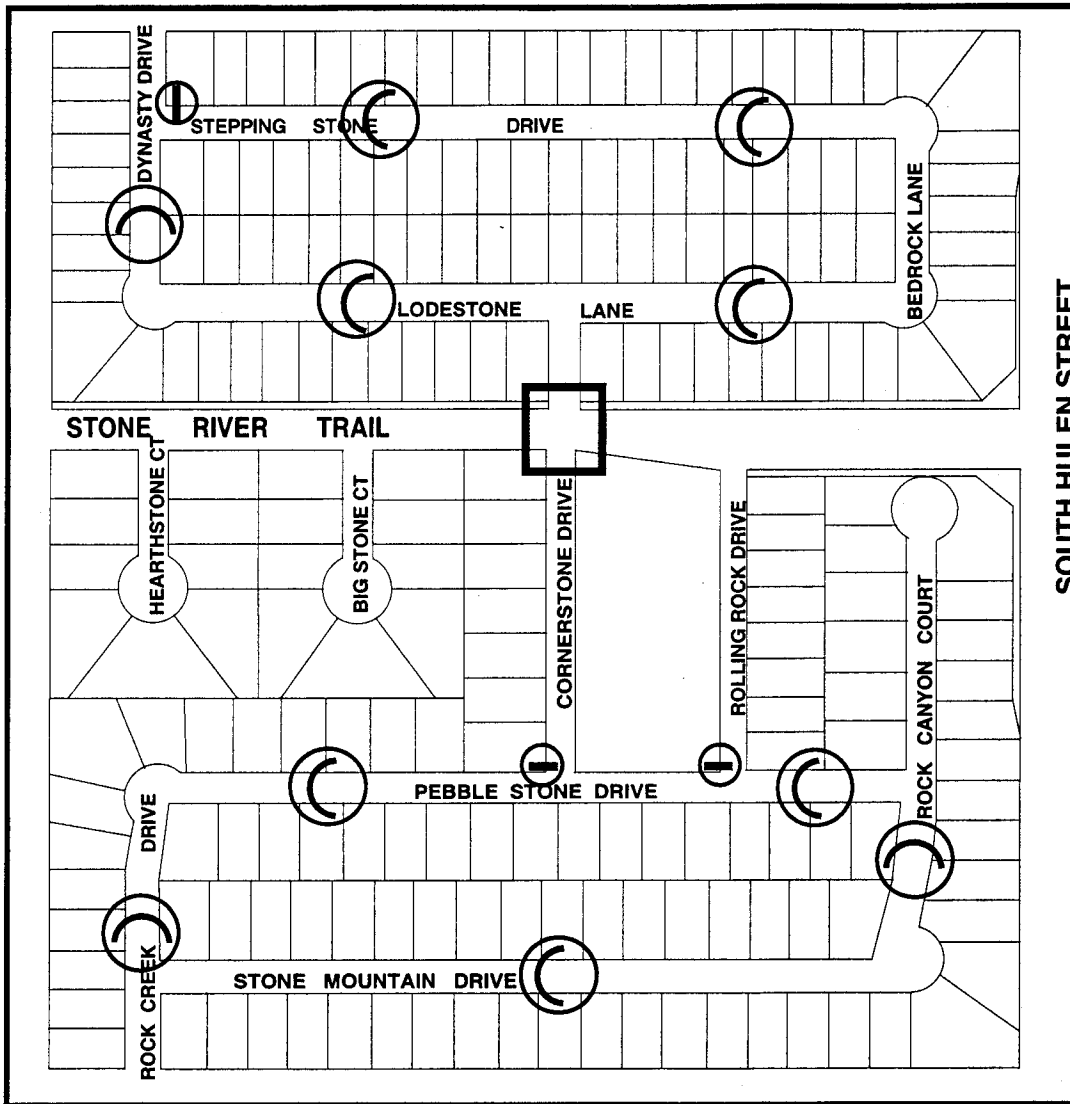 DYNASTY DRIVE
STEPPING STONE DRIVE
BEDROCK LANE
LODESTONE LANE
SOUTH HULEN STREET
STONE RIVER TRAIL
HEARTHSTONE CT
BIG STONE CT
CORNERSTONE DRIVE
ROLLING ROCK DRIVE
ROCK CANYON COURT
PEBBLE STONE DRIVE
ROCK CREEK DRIVE
STONE MOUNTAIN DRIVE